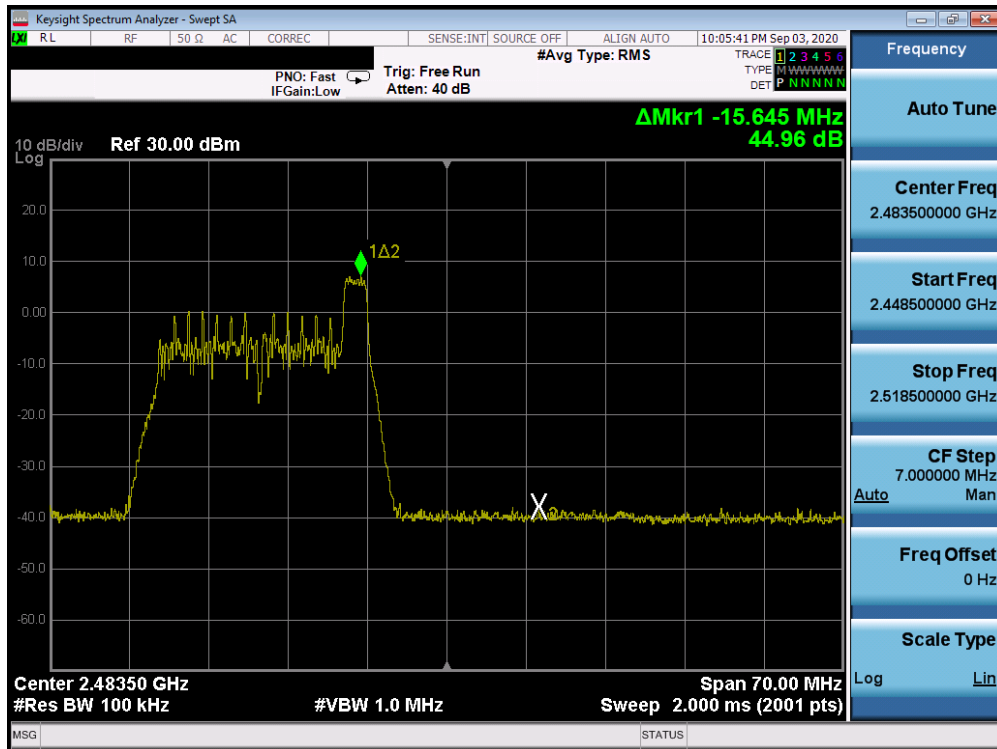 Keysight Spectrum Analyzer - Swept SA
LXI RL RF 50 Ω AC CORREC SENSE:INT SOURCE OFF ALIGN AUTO 10:05:41 PM Sep 03, 2020
#Avg Type: RMS
PNO: Fast
IFGain:Low
Trig: Free Run
Atten: 40 dB
TRACE 1 2 3 4 5 6
TYPE M W W W W W
DET P N N N N N
ΔMkr1 -15.645 MHz
44.96 dB
10 dB/div
Log
Ref 30.00 dBm
20.0
10.0
0.00
-10.0
-20.0
-30.0
-40.0
-50.0
-60.0
1Δ2
X2
Center 2.48350 GHz
#Res BW 100 kHz
#VBW 1.0 MHz
Span 70.00 MHz
Sweep 2.000 ms (2001 pts)
MSG
STATUS
Frequency
Auto Tune
Center Freq
2.483500000 GHz
Start Freq
2.448500000 GHz
Stop Freq
2.518500000 GHz
CF Step
7.000000 MHz
Auto Man
Freq Offset
0 Hz
Scale Type
Log Lin